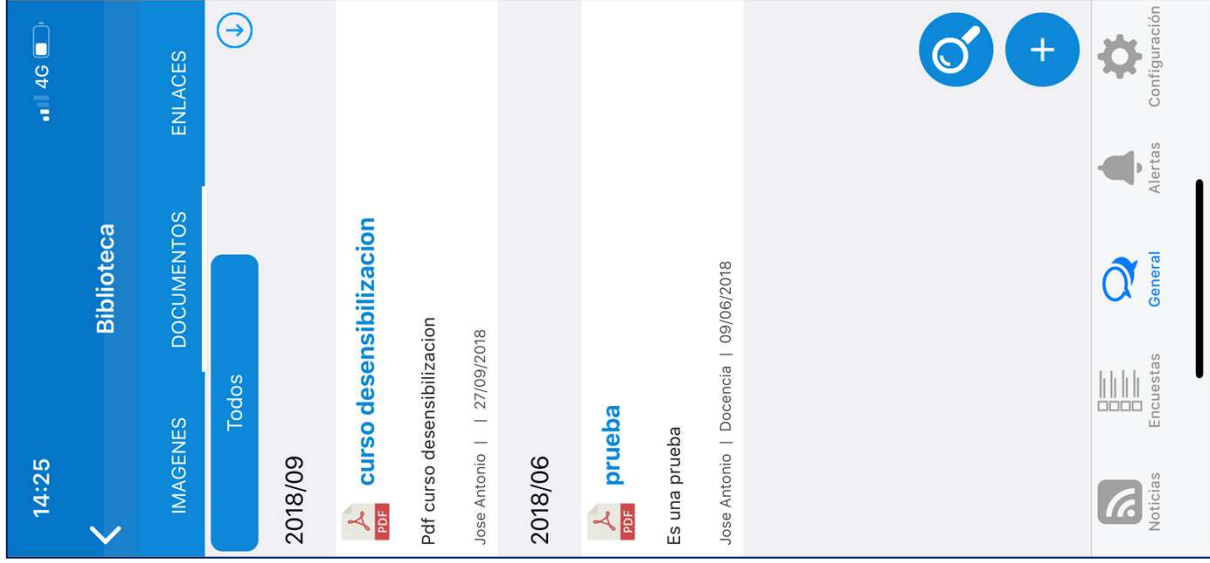 14:25 4G
Biblioteca
IMAGENES DOCUMENTOS ENLACES
Todos
2018/09
PDF curso desensibilizacion
Pdf curso desensibilizacion
Jose Antonio | | 27/09/2018
2018/06
PDF prueba
Es una prueba
Jose Antonio | Docencia | 09/06/2018
Noticias Encuestas General Alertas Configuración